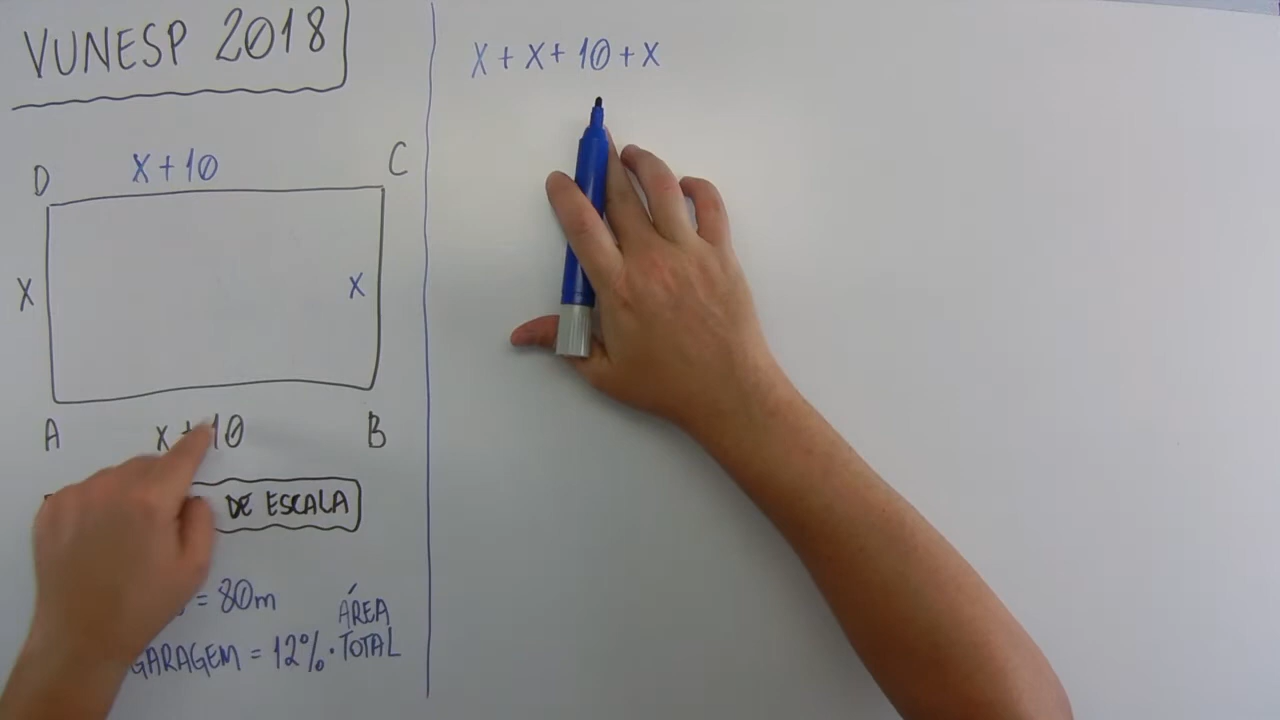 VUNESP 2018
D x+10 C
x x
A x+10 B
DE ESCALA
= 80m
ÁREA
GARAGEM = 12% · TOTAL
x + x + 10 + x